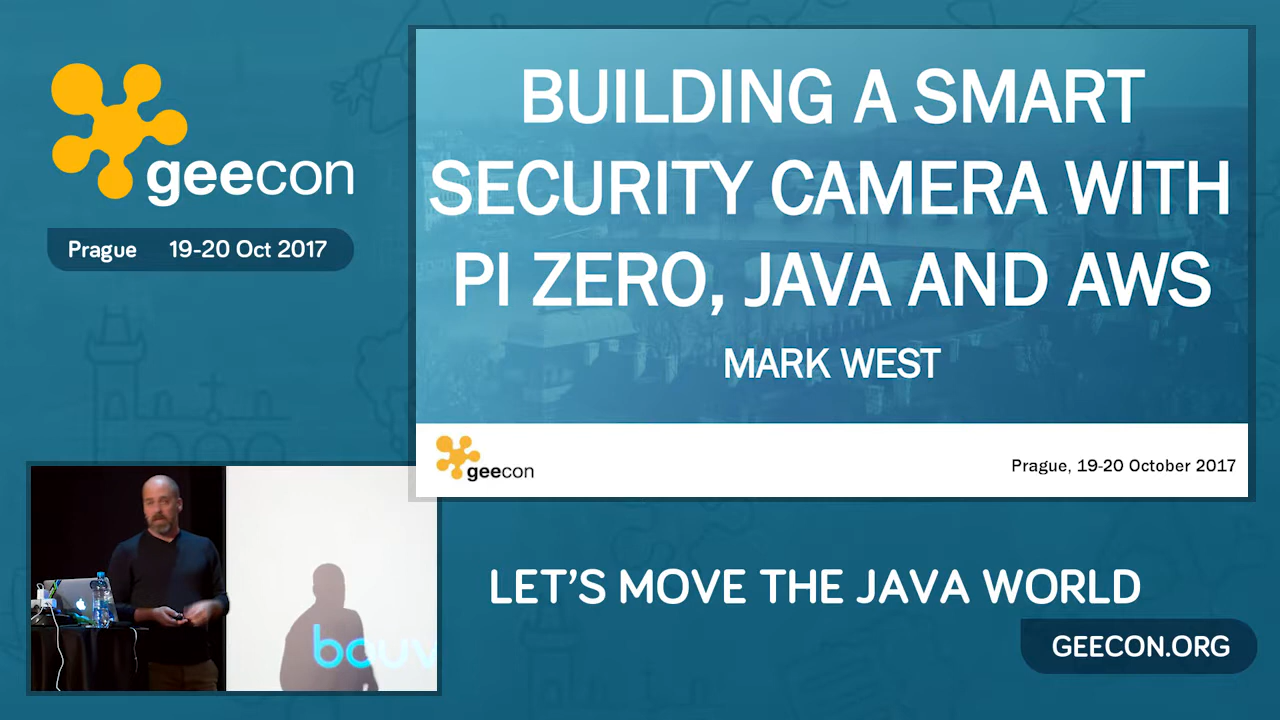 geecon
Prague 19-20 Oct 2017
BUILDING A SMART
SECURITY CAMERA WITH
PI ZERO, JAVA AND AWS
MARK WEST
geecon
Prague, 19-20 October 2017
bouv
LET'S MOVE THE JAVA WORLD
GEECON.ORG